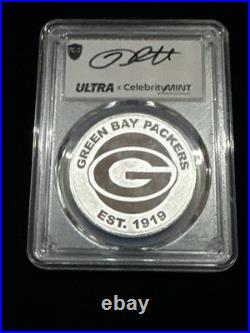 ULTRA x CelebrityMINT
GREEN BAY PACKERS
G
EST. 1919